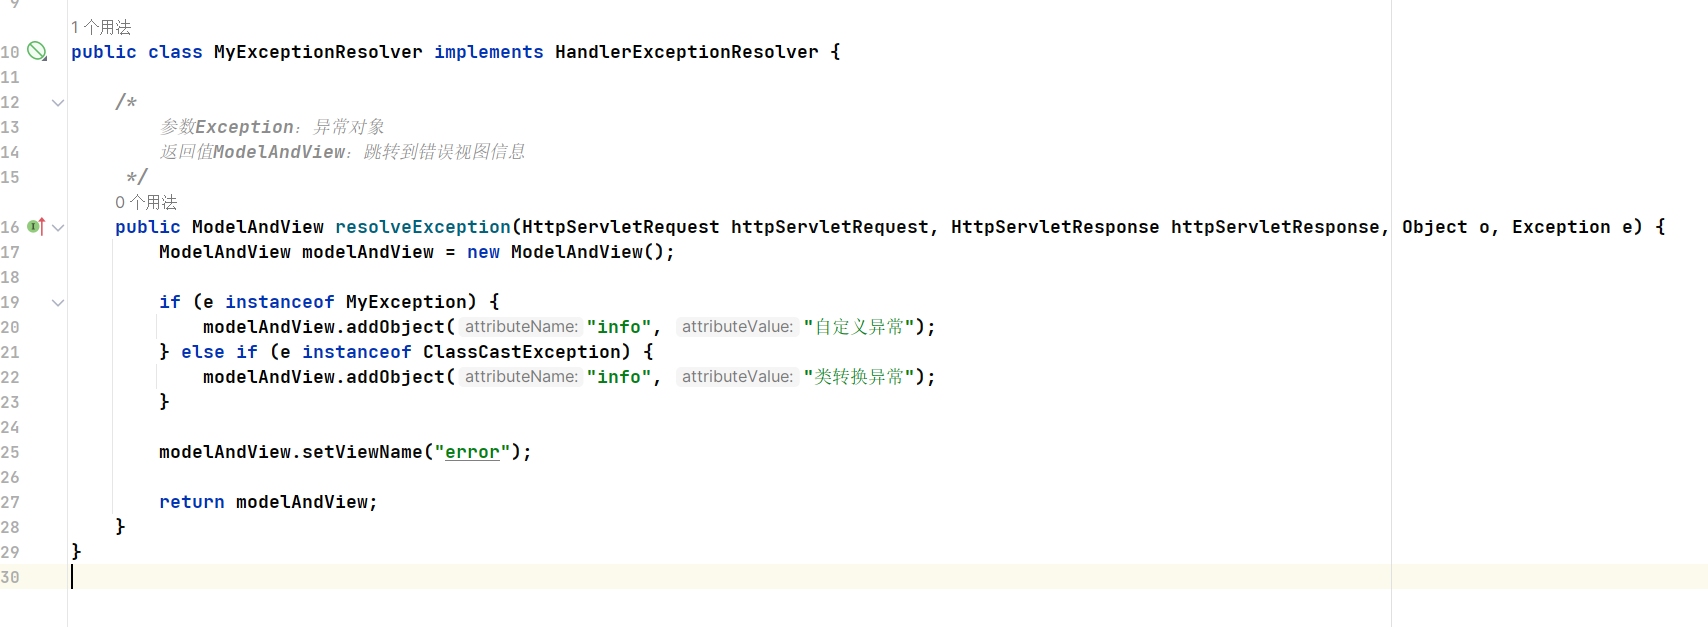 9
1 个用法
10 public class MyExceptionResolver implements HandlerExceptionResolver {
11
12 /*
13 参数Exception：异常对象
14 返回值ModelAndView：跳转到错误视图信息
15 */
0 个用法
16 public ModelAndView resolveException(HttpServletRequest httpServletRequest, HttpServletResponse httpServletResponse, Object o, Exception e) {
17 ModelAndView modelAndView = new ModelAndView();
18
19 if (e instanceof MyException) {
20 modelAndView.addObject( attributeName: "info", attributeValue: "自定义异常");
21 } else if (e instanceof ClassCastException) {
22 modelAndView.addObject( attributeName: "info", attributeValue: "类转换异常");
23 }
24
25 modelAndView.setViewName("error");
26
27 return modelAndView;
28 }
29 }
30